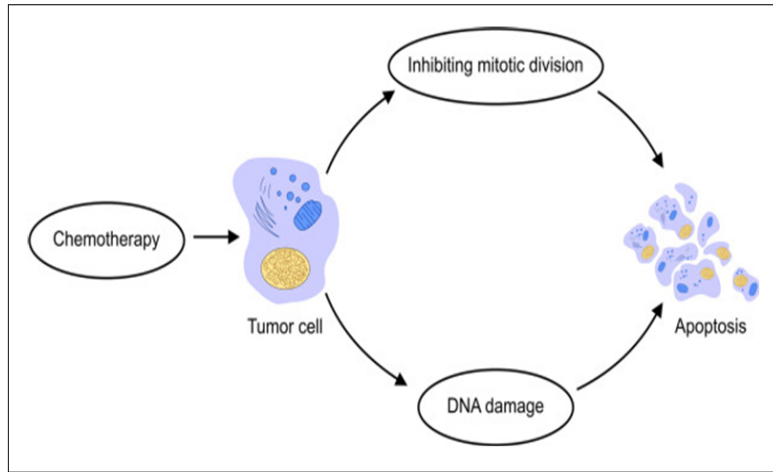 Inhibiting mitotic division
Chemotherapy
Tumor cell
Apoptosis
DNA damage